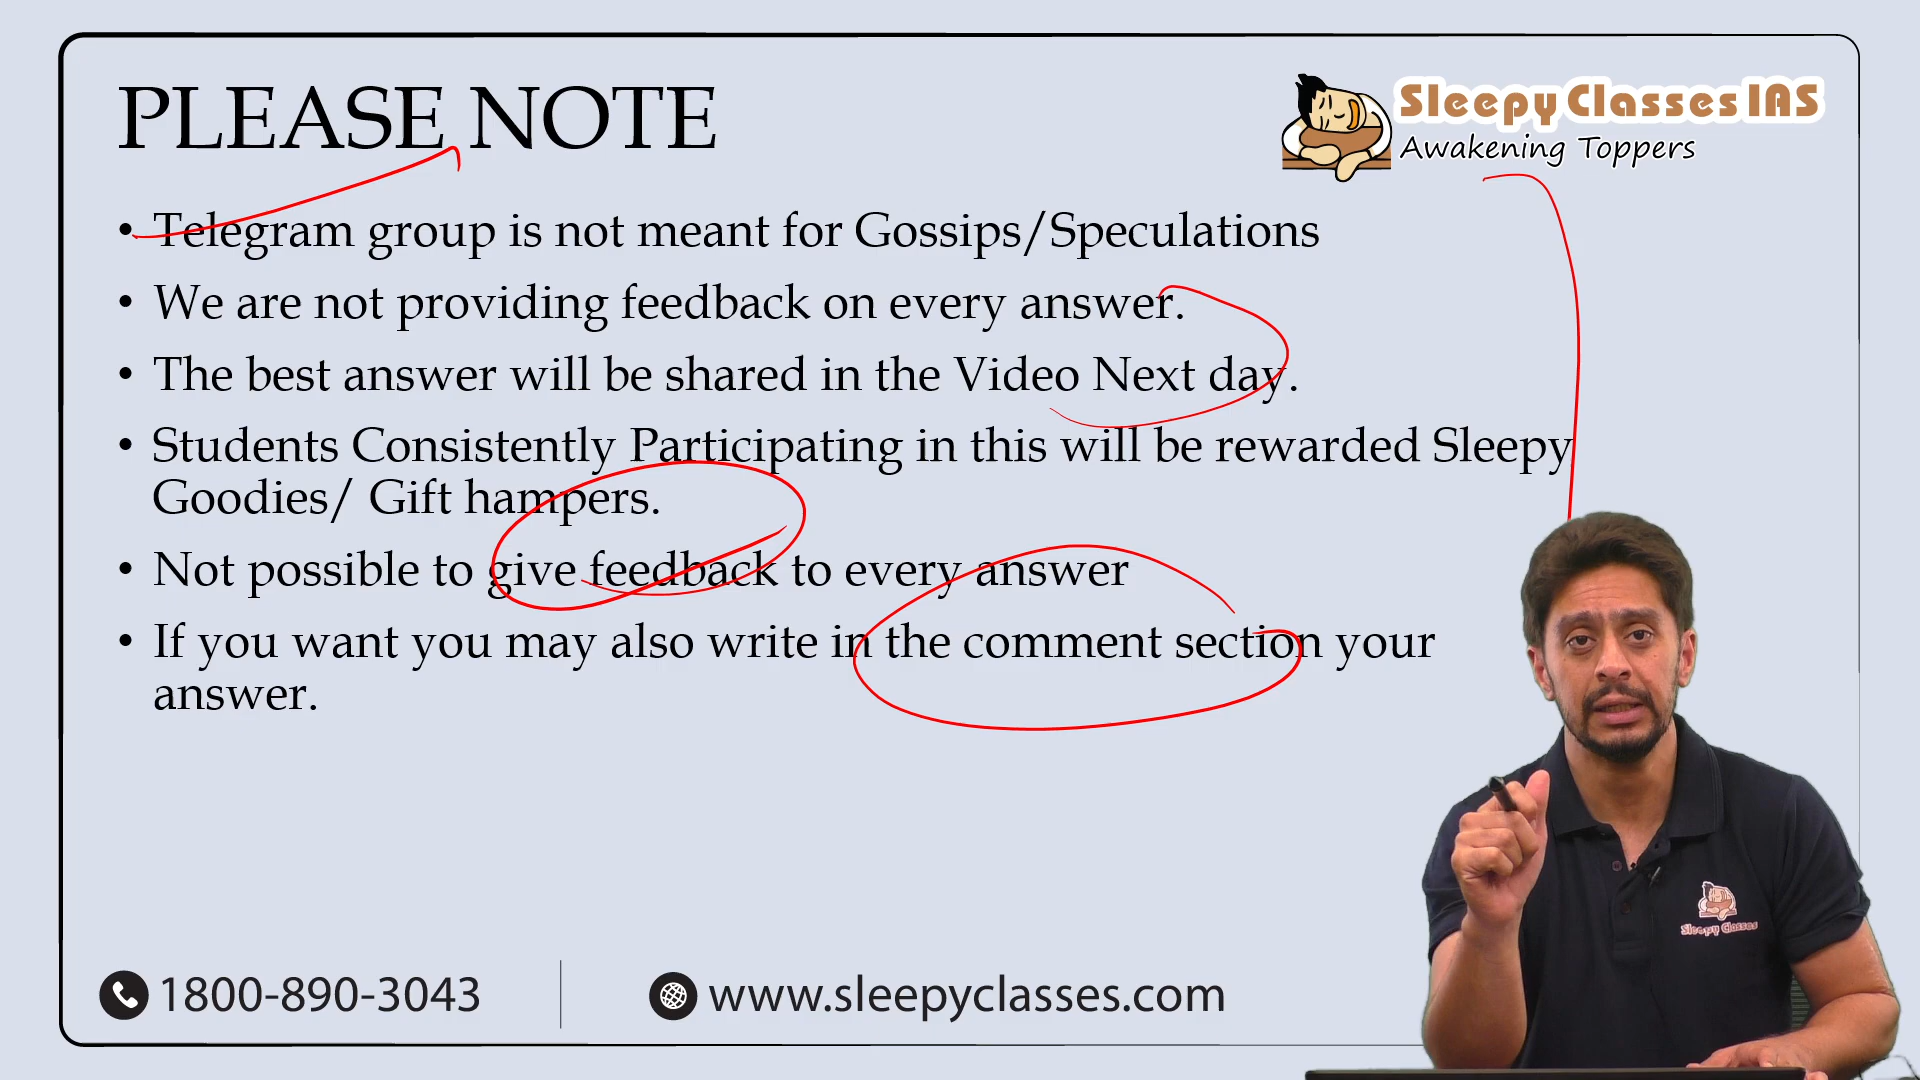 PLEASE NOTE
Sleepy Classes IAS
Awakening Toppers
• Telegram group is not meant for Gossips/Speculations
• We are not providing feedback on every answer.
• The best answer will be shared in the Video Next day.
• Students Consistently Participating in this will be rewarded Sleepy
Goodies/ Gift hampers.
• Not possible to give feedback to every answer
• If you want you may also write in the comment section your
answer.
Sleepy Classes
1800-890-3043
www.sleepyclasses.com